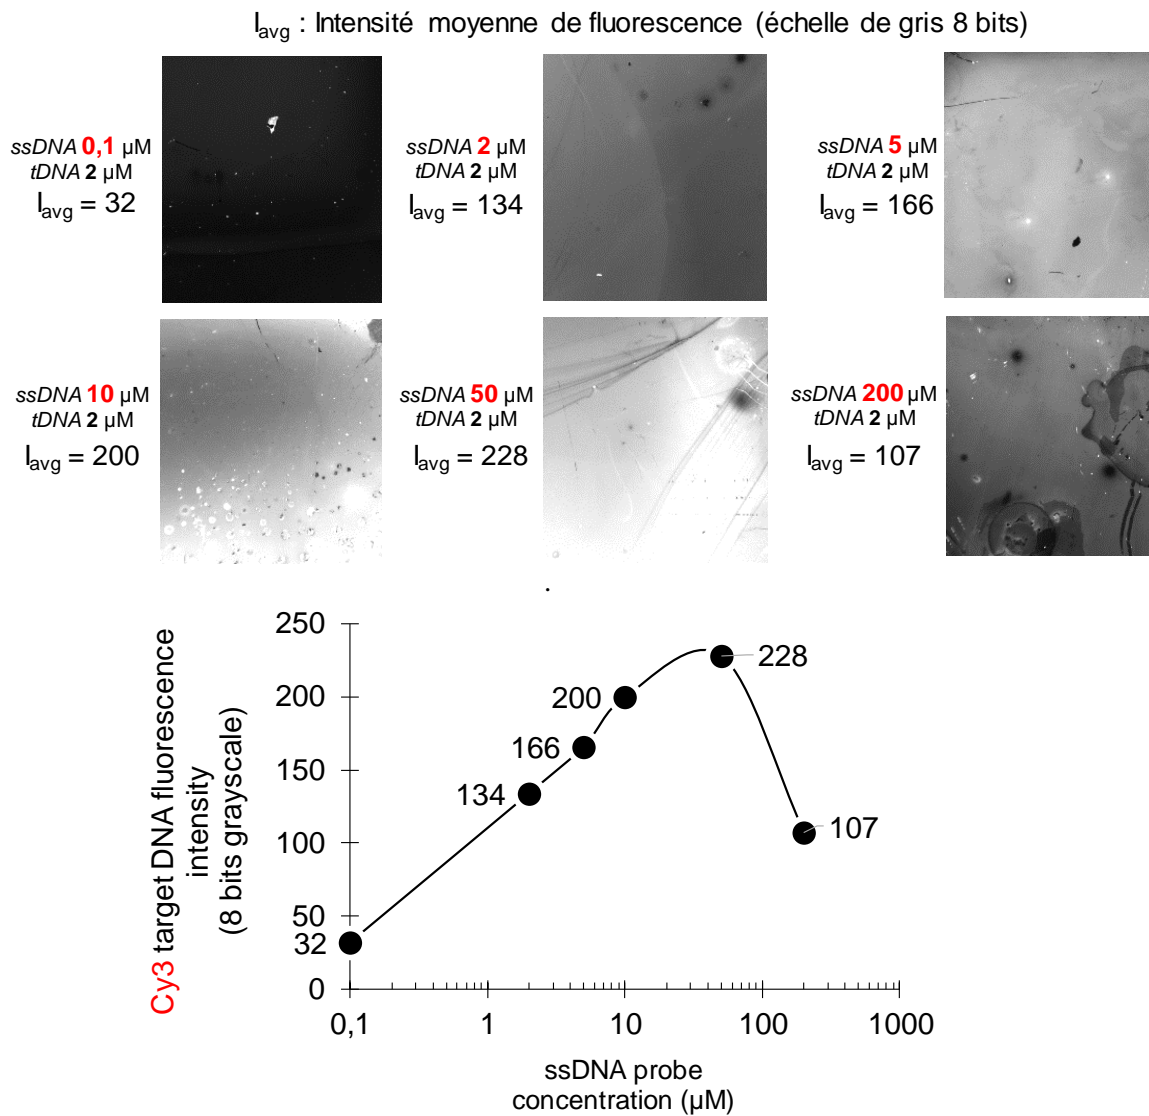 Iavg : Intensité moyenne de fluorescence (échelle de gris 8 bits)
ssDNA 0,1 µM
tDNA 2 µM
Iavg = 32
ssDNA 2 µM
tDNA 2 µM
Iavg = 134
ssDNA 5 µM
tDNA 2 µM
Iavg = 166
ssDNA 10 µM
tDNA 2 µM
Iavg = 200
ssDNA 50 µM
tDNA 2 µM
Iavg = 228
ssDNA 200 µM
tDNA 2 µM
Iavg = 107
.
Cy3 target DNA fluorescence
intensity
(8 bits grayscale)
250
200
150
100
50
0
32
134
166
200
228
107
0,1
1
10
100
1000
ssDNA probe
concentration (µM)